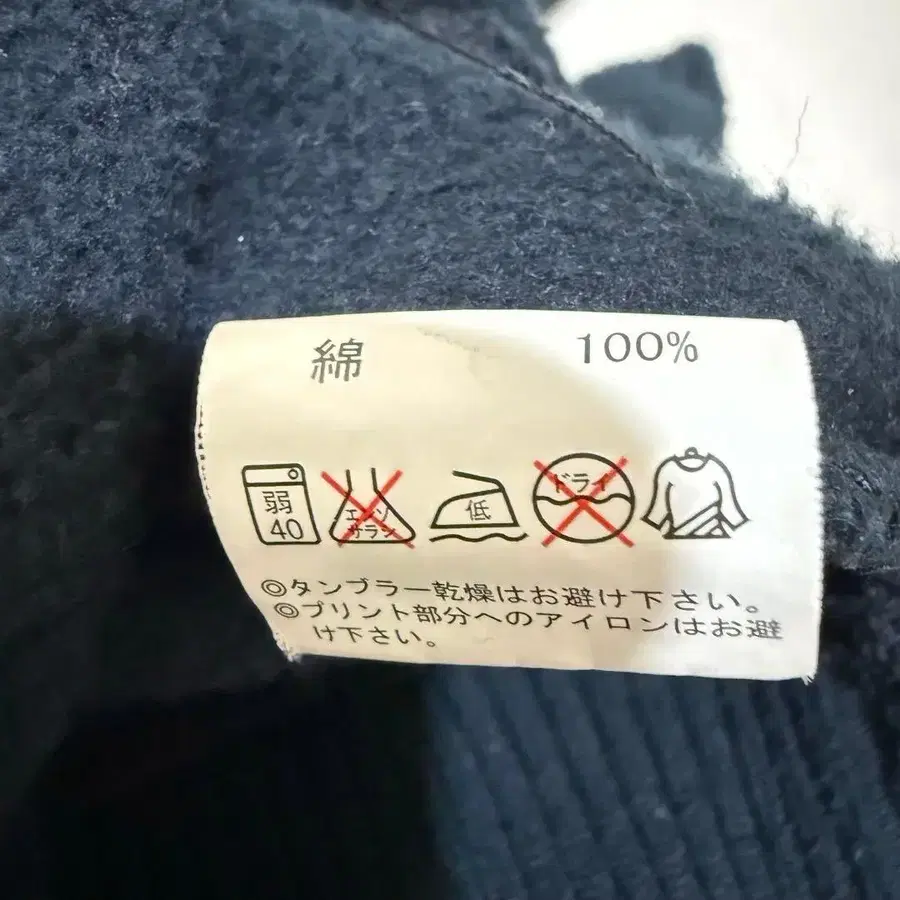 綿 100%
弱 40
エンソ サラシ
低
ドライ
◎タンブラー乾燥はお避け下さい。
◎プリント部分へのアイロンはお避
け下さい。